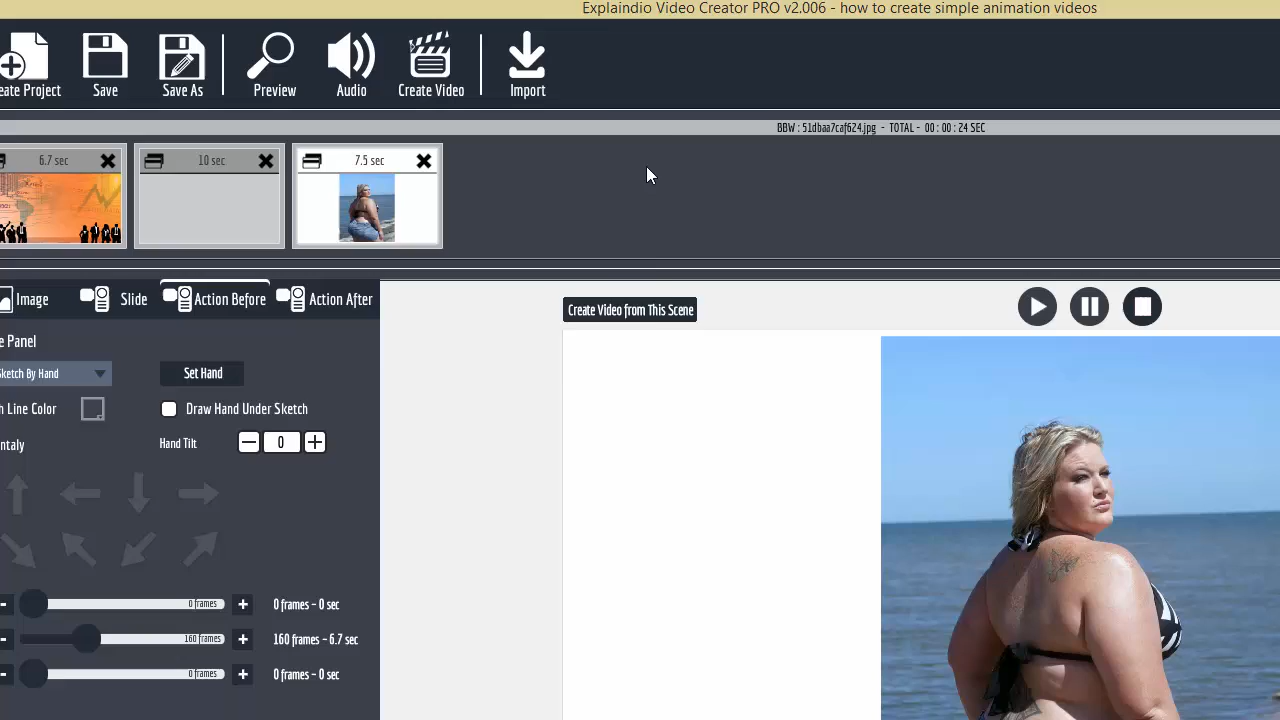 Explaindio Video Creator PRO v2.006 - how to create simple animation videos
eate Project Save Save As Preview Audio Create Video Import
BBW : 51dbaa7caf624.jpg - TOTAL - 00 : 00 : 24 SEC
6.7 sec 10 sec 7.5 sec
Image Slide Action Before Action After
Create Video from This Scene
e Panel
Sketch By Hand Set Hand
h Line Color Draw Hand Under Sketch
ntaly Hand Tilt 0
0 frames 0 frames - 0 sec
160 frames 160 frames - 6.7 sec
0 frames 0 frames - 0 sec